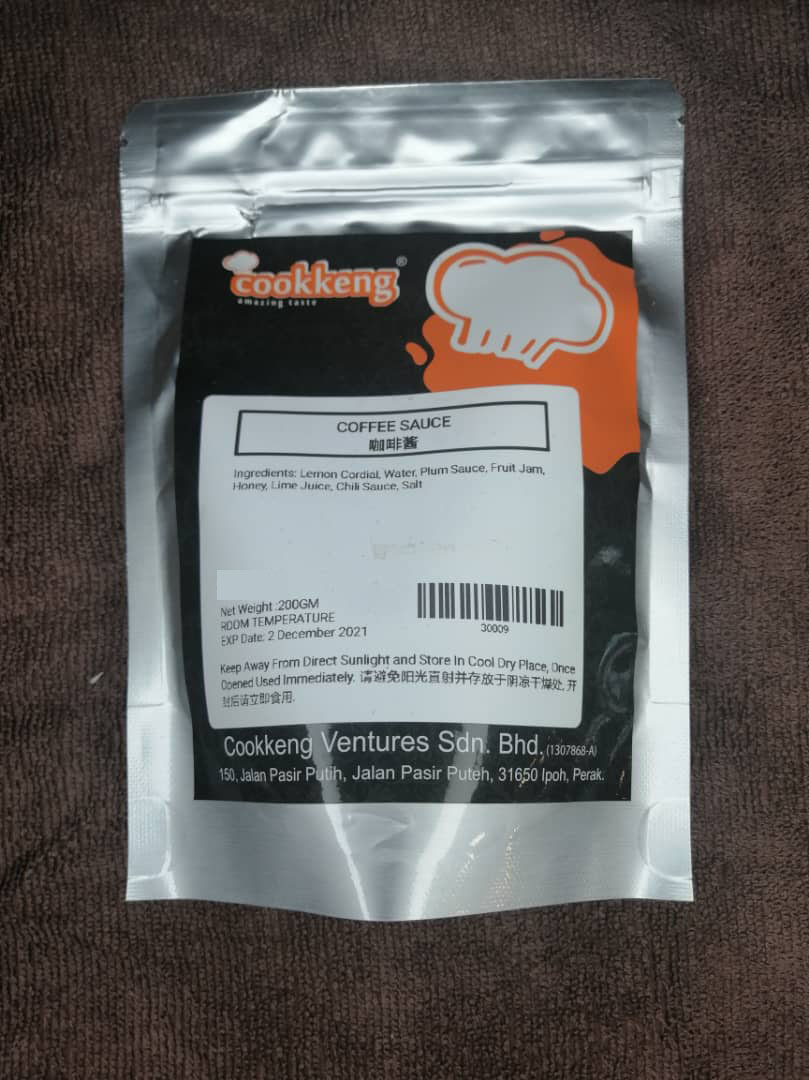 cookkeng®
amazing taste
COFFEE SAUCE
咖啡酱
Ingredients: Lemon Cordial, Water, Plum Sauce, Fruit Jam,
Honey, Lime Juice, Chili Sauce, Salt
Net Weight :200GM
ROOM TEMPERATURE
EXP Date: 2 December 2021
30009
Keep Away From Direct Sunlight and Store In Cool Dry Place, Once
Opened Used Immediately. 请避免阳光直射并存放于阴凉干燥处, 开
封后请立即食用.
Cookkeng Ventures Sdn. Bhd. (1307868-A)
150, Jalan Pasir Putih, Jalan Pasir Puteh, 31650 Ipoh, Perak.